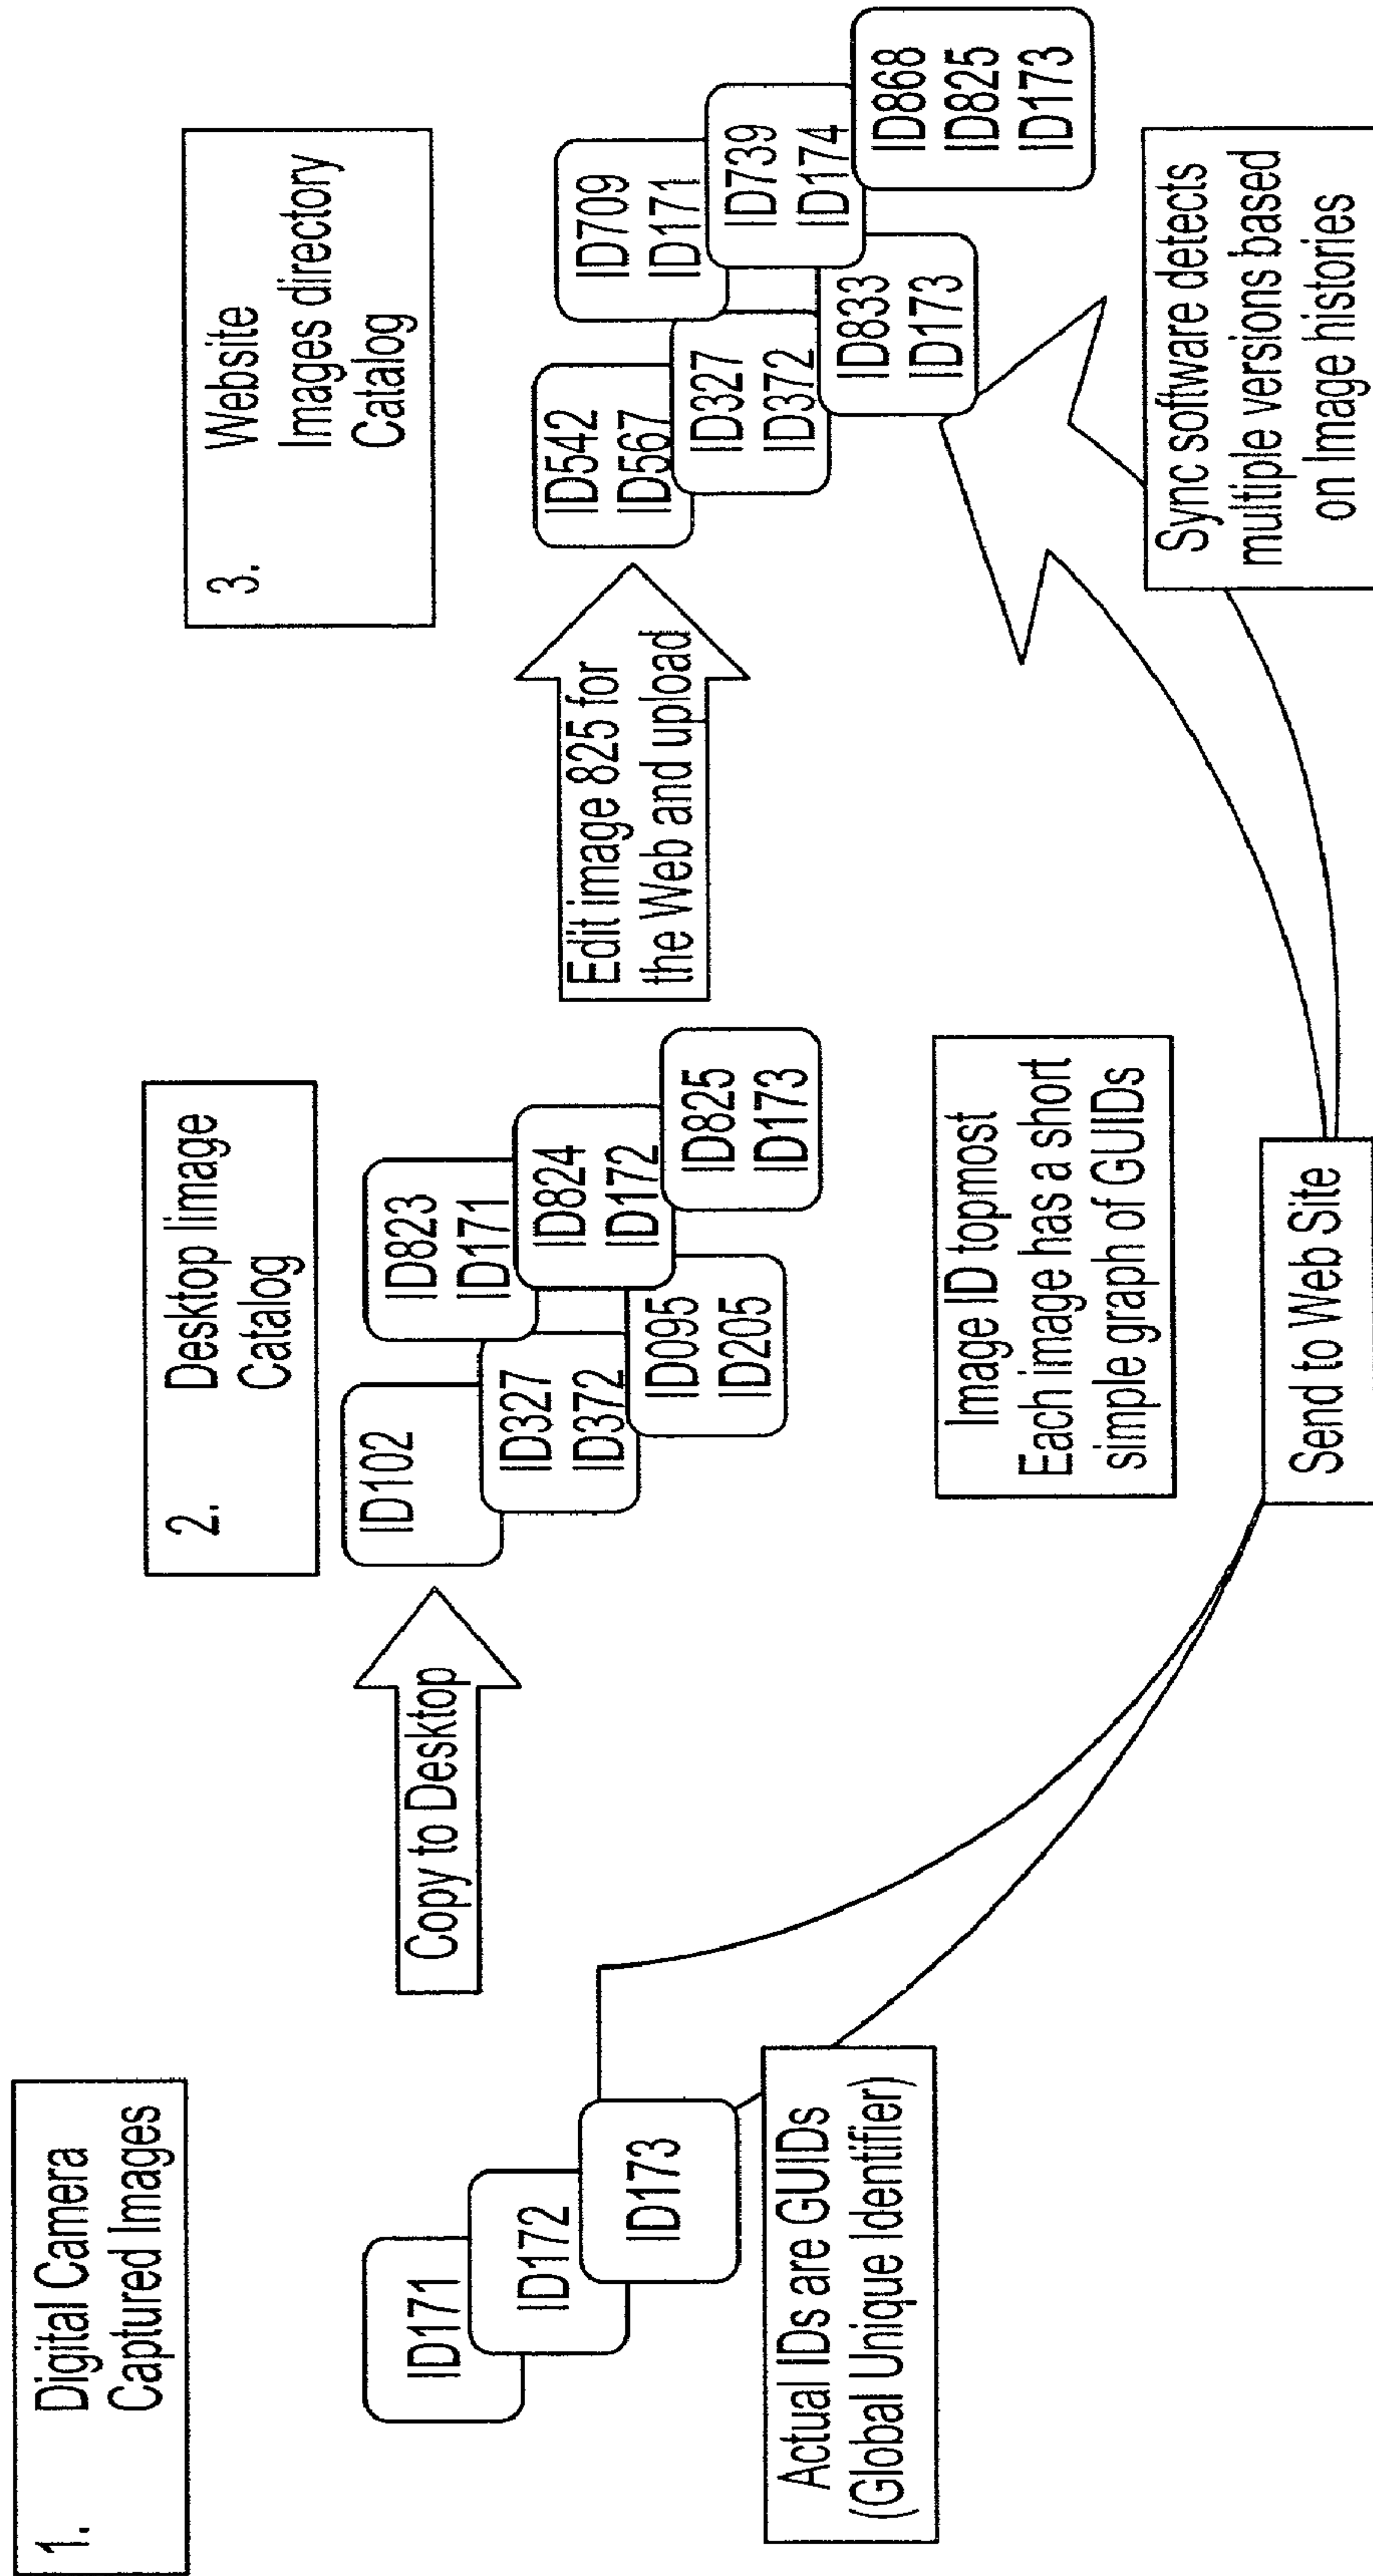 1. Digital Camera
Captured Images
ID171
ID172
ID173
Actual IDs are GUIDs
(Global Unique Identifier)
Copy to Desktop
2. Desktop Iimage
Catalog
ID102
ID327
ID372
ID823
ID171
ID095
ID205
ID824
ID172
ID825
ID173
Image ID topmost
Each image has a short
simple graph of GUIDs
Send to Web Site
Edit image 825 for
the Web and upload
3. Website
Images directory
Catalog
ID542
ID567
ID327
ID372
ID709
ID171
ID833
ID173
ID739
ID174
ID868
ID825
ID173
Sync software detects
multiple versions based
on Image histories